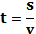 t = s/v